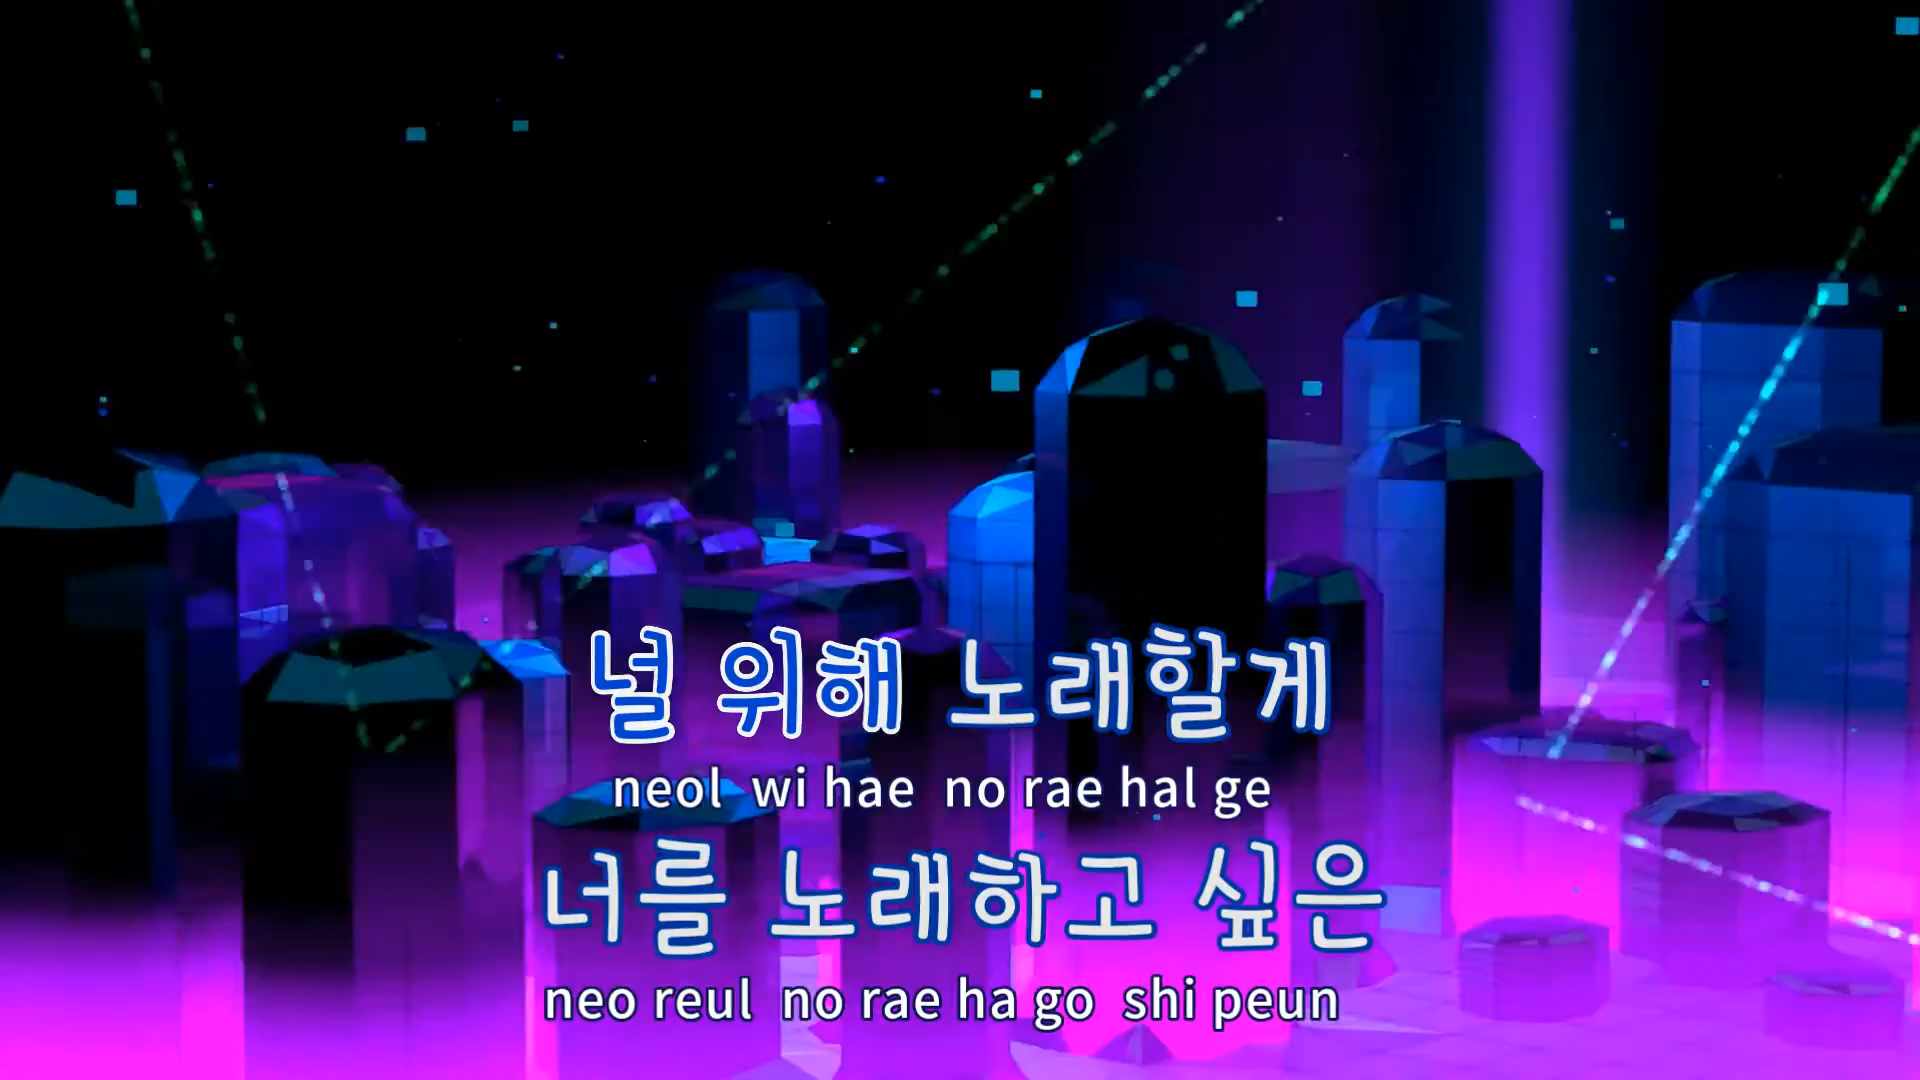 널 위해 노래할게
neol wi hae no rae hal ge
너를 노래하고 싶은
neo reul no rae ha go shi peun